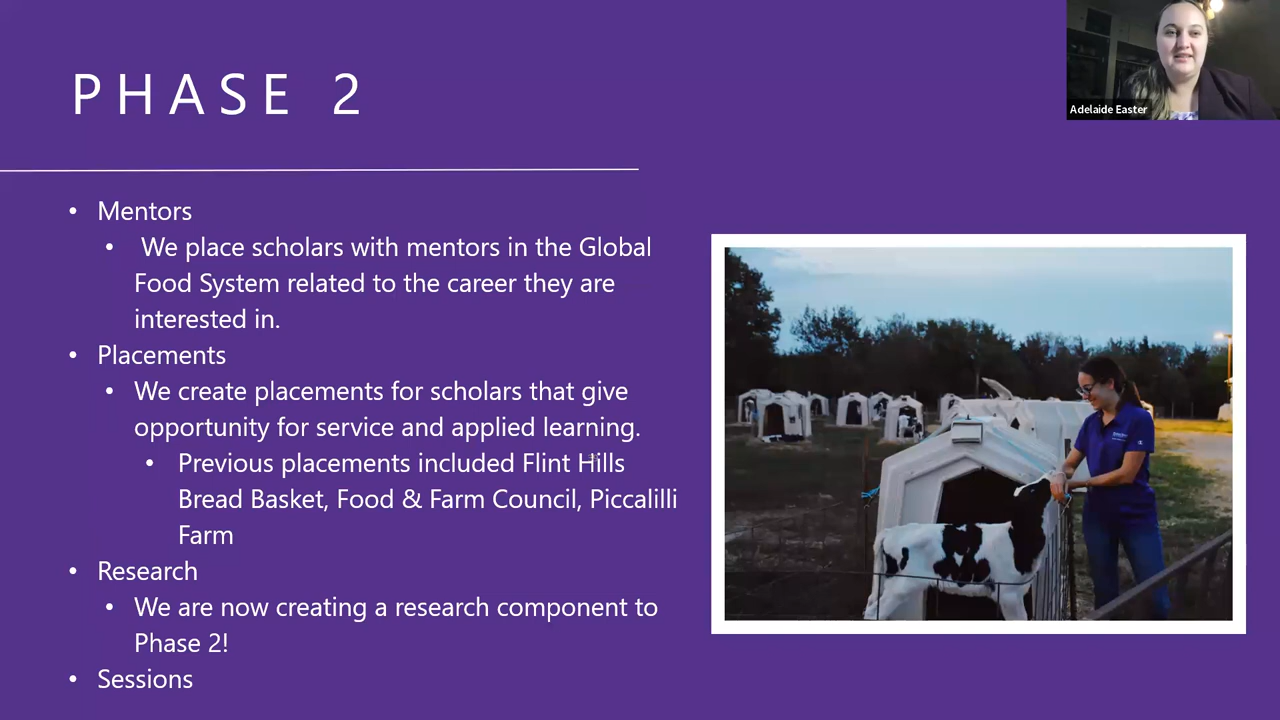 PHASE 2
Adelaide Easter
• Mentors
• We place scholars with mentors in the Global
Food System related to the career they are
interested in.
• Placements
• We create placements for scholars that give
opportunity for service and applied learning.
• Previous placements included Flint Hills
Bread Basket, Food & Farm Council, Piccalilli
Farm
• Research
• We are now creating a research component to
Phase 2!
• Sessions